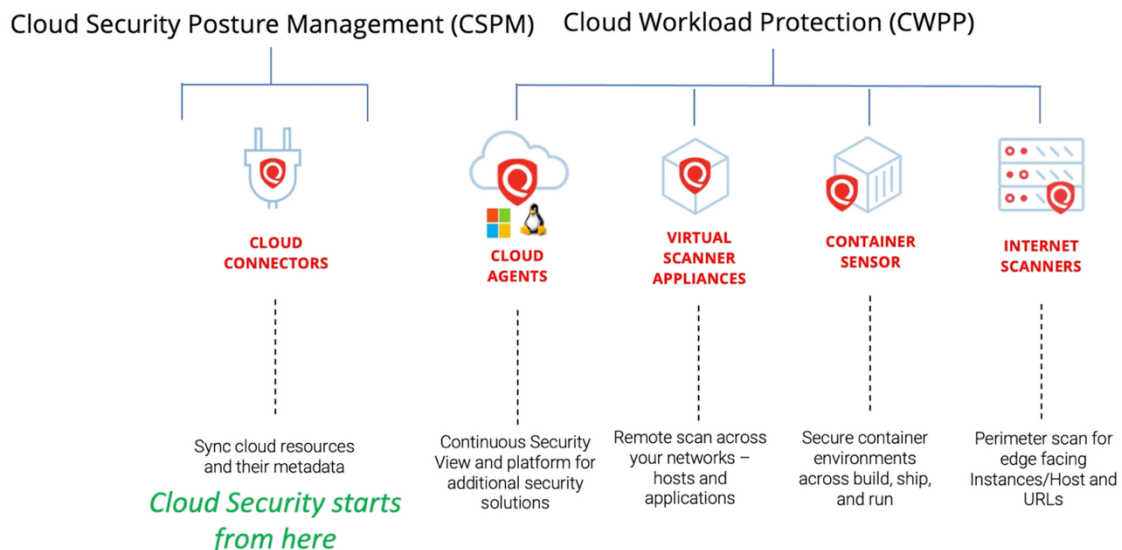 Cloud Security Posture Management (CSPM)
Cloud Workload Protection (CWPP)
CLOUD
CONNECTORS
CLOUD
AGENTS
VIRTUAL
SCANNER
APPLIANCES
CONTAINER
SENSOR
INTERNET
SCANNERS
Sync cloud resources
and their metadata
Cloud Security starts
from here
Continuous Security
View and platform for
additional security
solutions
Remote scan across
your networks –
hosts and
applications
Secure container
environments
across build, ship,
and run
Perimeter scan for
edge facing
Instances/Host and
URLs